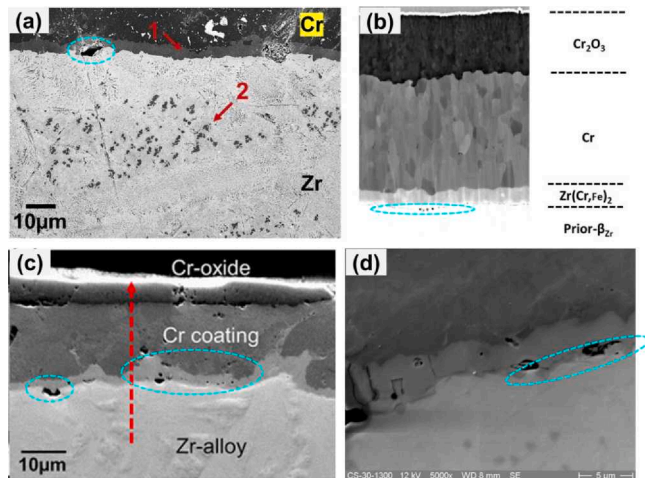 (a)
1
Cr
2
Zr
10μm
(b)
Cr₂O₃
Cr
Zr(Cr,Fe)₂
Prior-β_Zr
(c)
Cr-oxide
Cr coating
Zr-alloy
10μm
(d)
CS-30-1300 12 kV 5000x WD 8 mm SE 5 μm